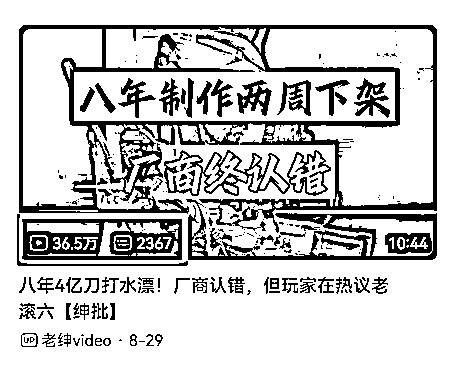 八年制作两周下架
厂商终认错
36.5万 2367 10:44
八年4亿刀打水漂！厂商认错，但玩家在热议老
滚六【绅批】
UP 老绅video · 8-29